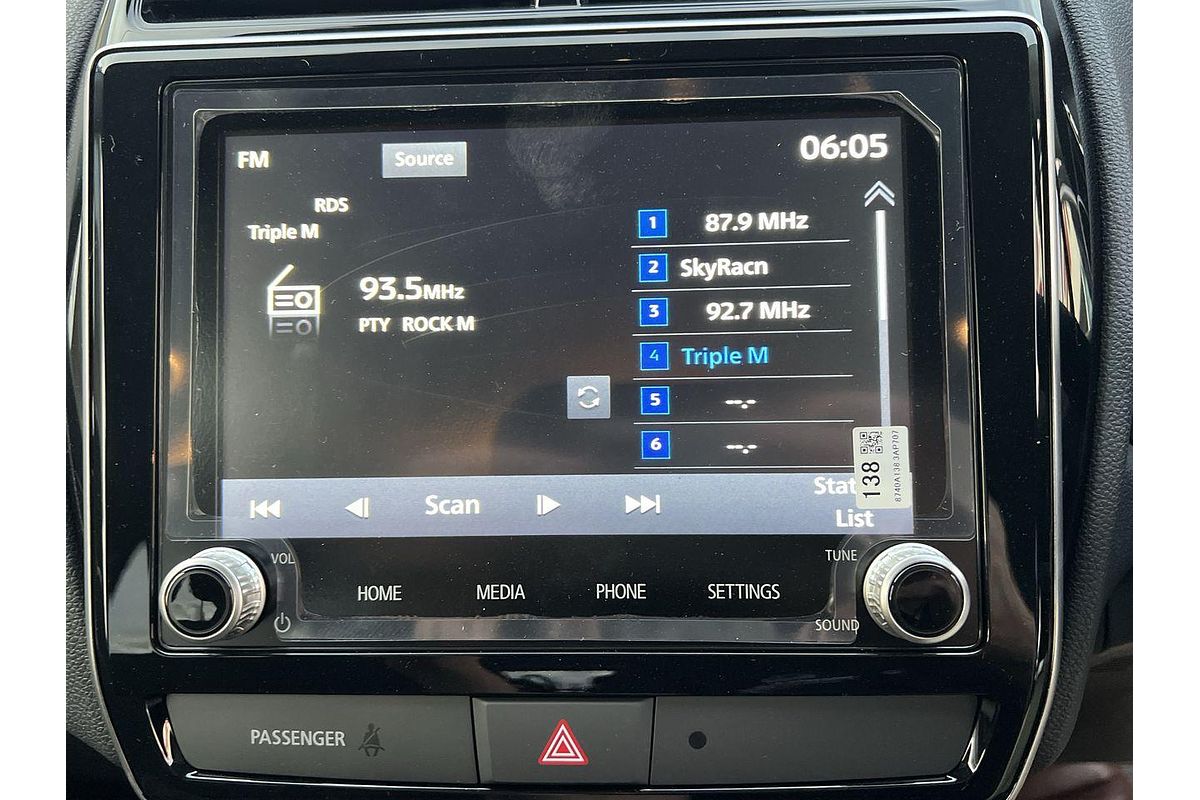 FM
Source
06:05
RDS
Triple M
93.5MHz
PTY ROCK M
1 87.9 MHz
2 SkyRacn
3 92.7 MHz
4 Triple M
5 --.-
6 --.-
Scan
List
138
8740A138
VOL
TUNE
HOME
MEDIA
PHONE
SETTINGS
SOUND
PASSENGER